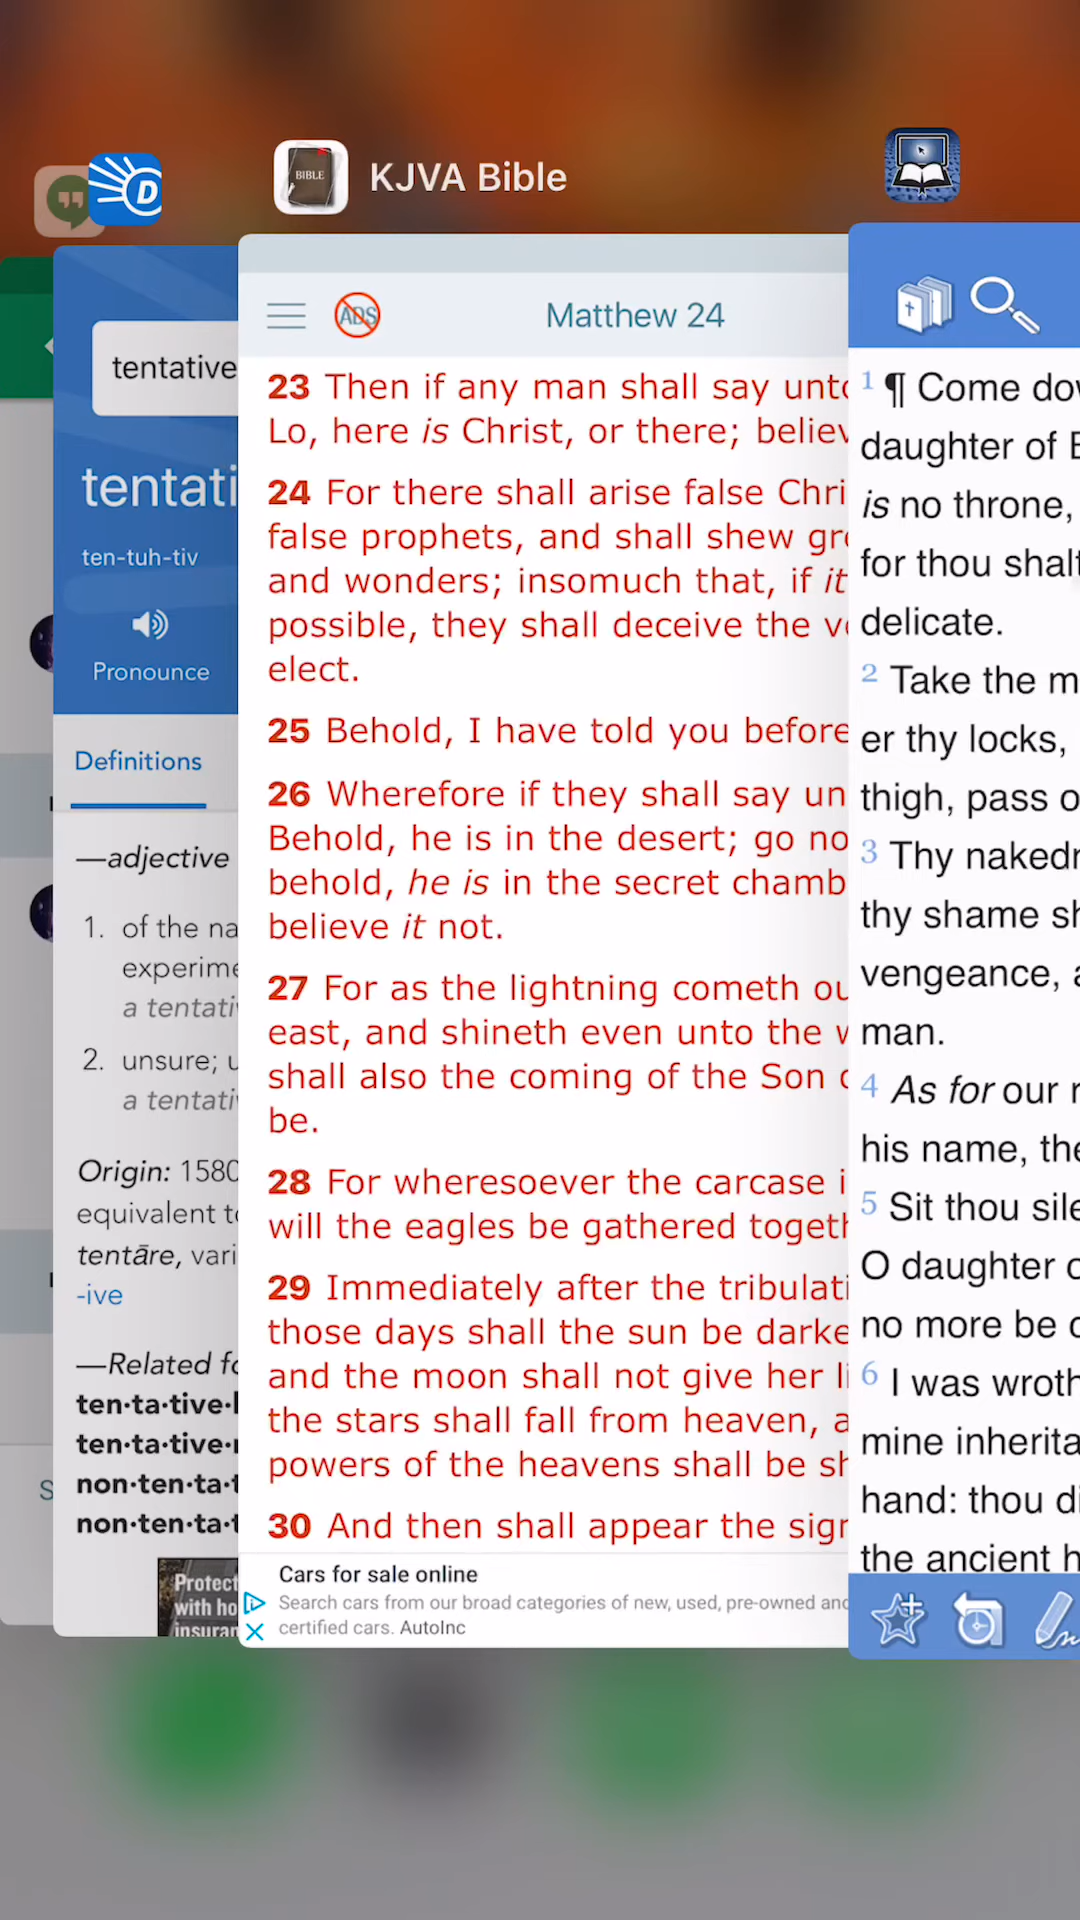 KJVA Bible
BIBLE
D
tentative
tentati
ten-tuh-tiv
Pronounce
Definitions
—adjective
1. of the na
experime
a tentati
2. unsure; u
a tentati
Origin: 1580
equivalent to
tentāre, vari
-ive
—Related fo
ten·ta·tive·l
ten·ta·tive·n
non·ten·ta·t
non·ten·ta·t
Protect
with ho
insuran
S
ADS
Matthew 24
23 Then if any man shall say unto
Lo, here is Christ, or there; believ
24 For there shall arise false Chri
false prophets, and shall shew gre
and wonders; insomuch that, if it
possible, they shall deceive the ve
elect.
25 Behold, I have told you before
26 Wherefore if they shall say un
Behold, he is in the desert; go no
behold, he is in the secret chamb
believe it not.
27 For as the lightning cometh ou
east, and shineth even unto the w
shall also the coming of the Son o
be.
28 For wheresoever the carcase i
will the eagles be gathered togeth
29 Immediately after the tribulati
those days shall the sun be darke
and the moon shall not give her li
the stars shall fall from heaven, a
powers of the heavens shall be sh
30 And then shall appear the sign
Cars for sale online
Search cars from our broad categories of new, used, pre-owned and
certified cars. AutoInc
1 ¶ Come dow
daughter of B
is no throne,
for thou shalt
delicate.
2 Take the m
er thy locks,
thigh, pass o
3 Thy nakedn
thy shame sh
vengeance, a
man.
4 As for our r
his name, the
5 Sit thou sile
O daughter o
no more be c
6 I was wroth
mine inherita
hand: thou di
the ancient h